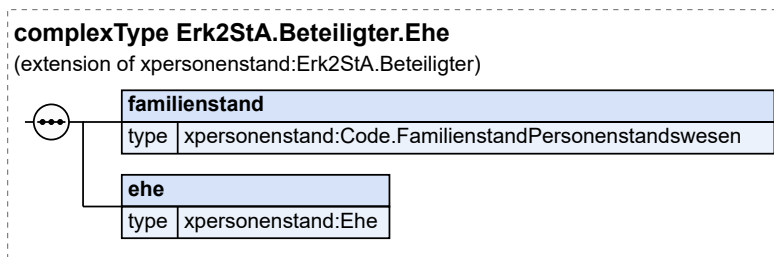 complexType Erk2StA.Beteiligter.Ehe
(extension of xpersonenstand:Erk2StA.Beteiligter)
familienstand
type xpersonenstand:Code.FamilienstandPersonenstandswesen
ehe
type xpersonenstand:Ehe